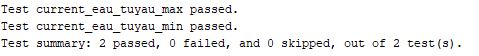 Test current_eau_tuyau_max passed.
Test current_eau_tuyau_min passed.
Test summary: 2 passed, 0 failed, and 0 skipped, out of 2 test(s).